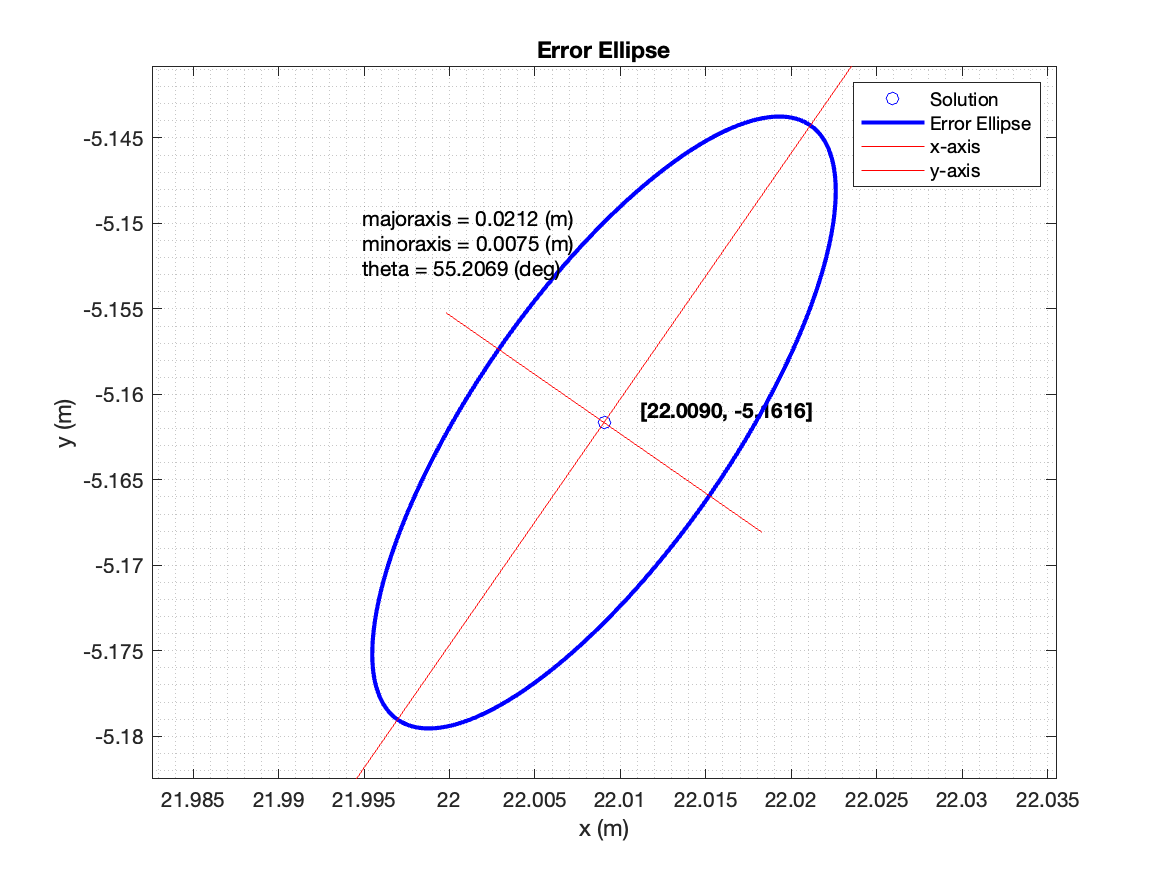 Error Ellipse
Solution
Error Ellipse
x-axis
y-axis
majoraxis = 0.0212 (m)
minoraxis = 0.0075 (m)
theta = 55.2069 (deg)
[22.0090, -5.1616]
y (m)
-5.145
-5.15
-5.155
-5.16
-5.165
-5.17
-5.175
-5.18
21.985 21.99 21.995 22 22.005 22.01 22.015 22.02 22.025 22.03 22.035
x (m)